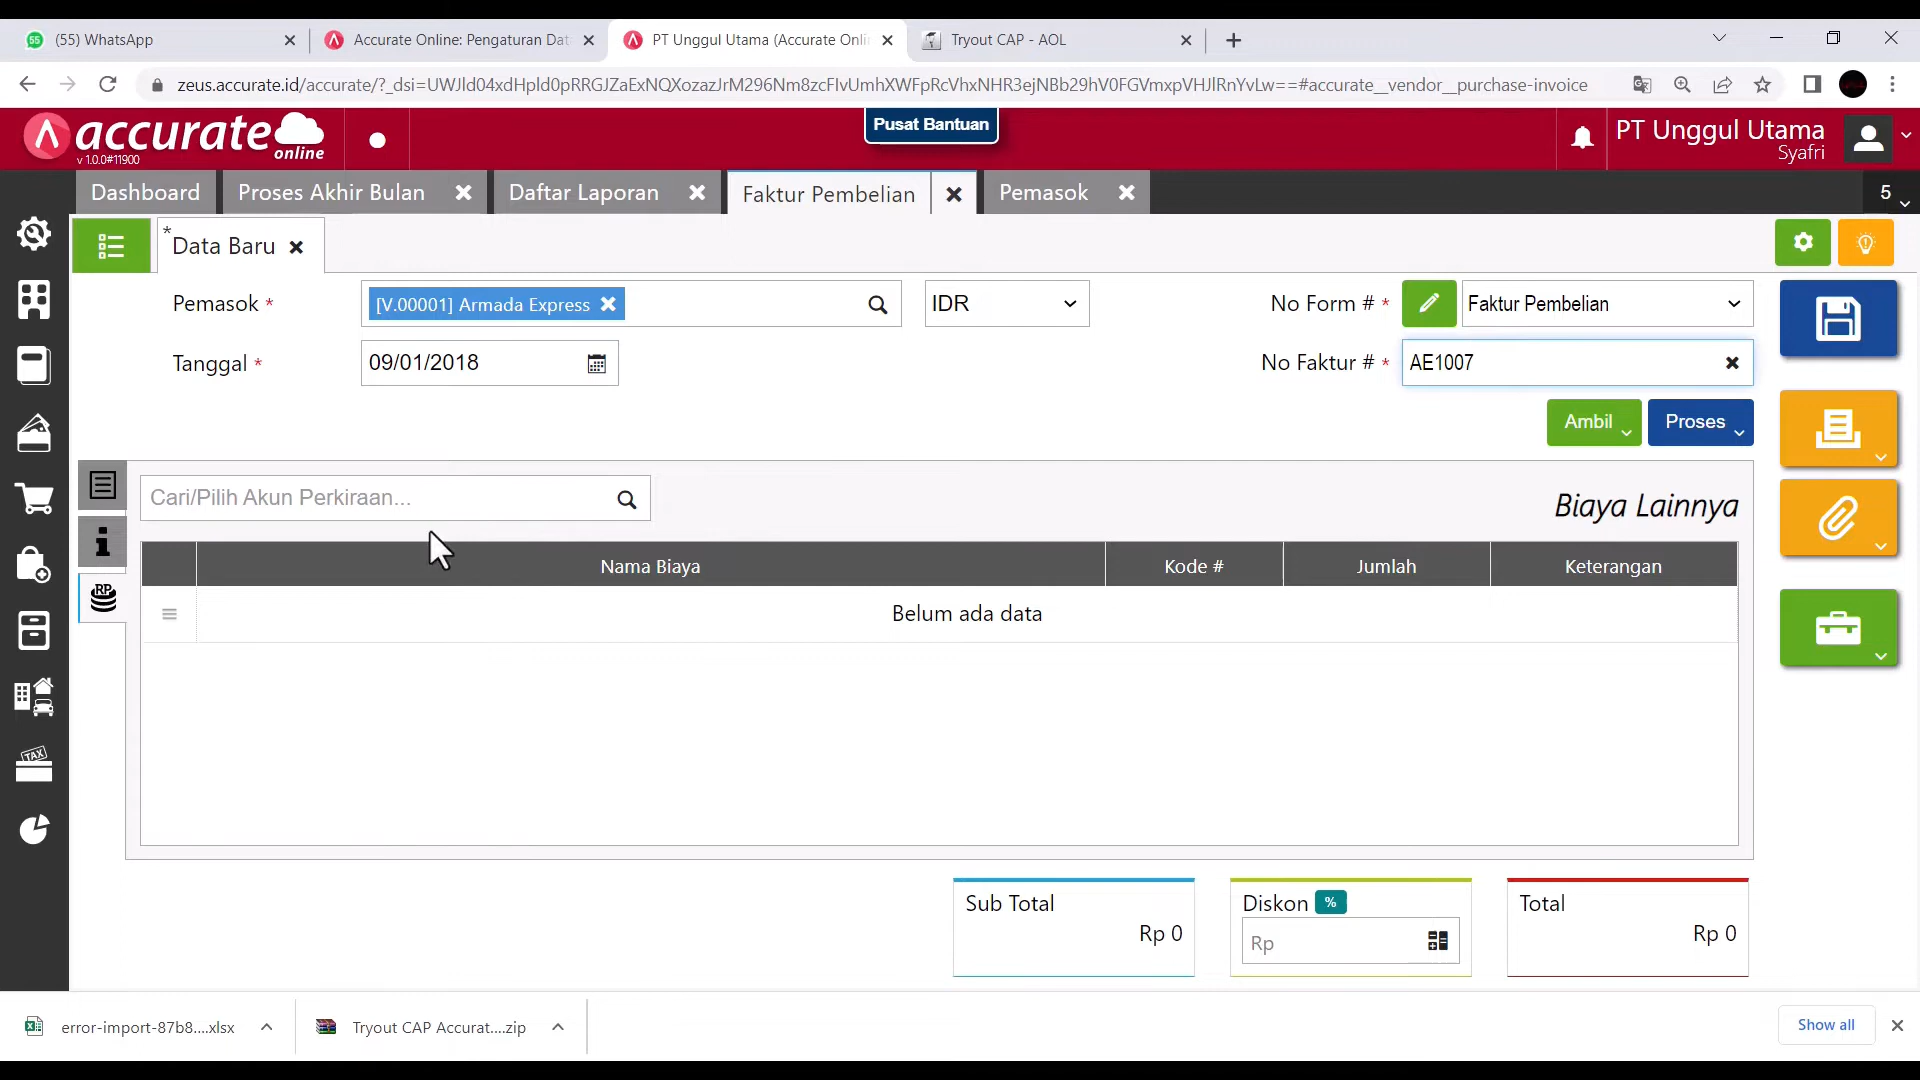 55 (55) WhatsApp
Accurate Online: Pengaturan Dat
PT Unggul Utama (Accurate Onli
Tryout CAP - AOL
zeus.accurate.id/accurate/?_dsi=UWJld04xdHpld0pRRGJZaExNQXozazJrM296Nm8zcFIvUmhXWFpRcVhxNHR3ejNBb29hV0FGVmxpVHJlRnYvLw==#accurate__vendor__purchase-invoice
accurate online
v 1.0.0#11900
Pusat Bantuan
PT Unggul Utama
Syafri
Dashboard
Proses Akhir Bulan
Daftar Laporan
Faktur Pembelian
Pemasok
5
*Data Baru
Pemasok *
[V.00001] Armada Express
IDR
No Form # *
Faktur Pembelian
Tanggal *
09/01/2018
No Faktur # *
AE1007
Ambil
Proses
Cari/Pilih Akun Perkiraan...
Biaya Lainnya
Nama Biaya
Kode #
Jumlah
Keterangan
Belum ada data
RP
TAX
Sub Total
Rp 0
Diskon %
Rp
Total
Rp 0
error-import-87b8....xlsx
Tryout CAP Accurat....zip
Show all